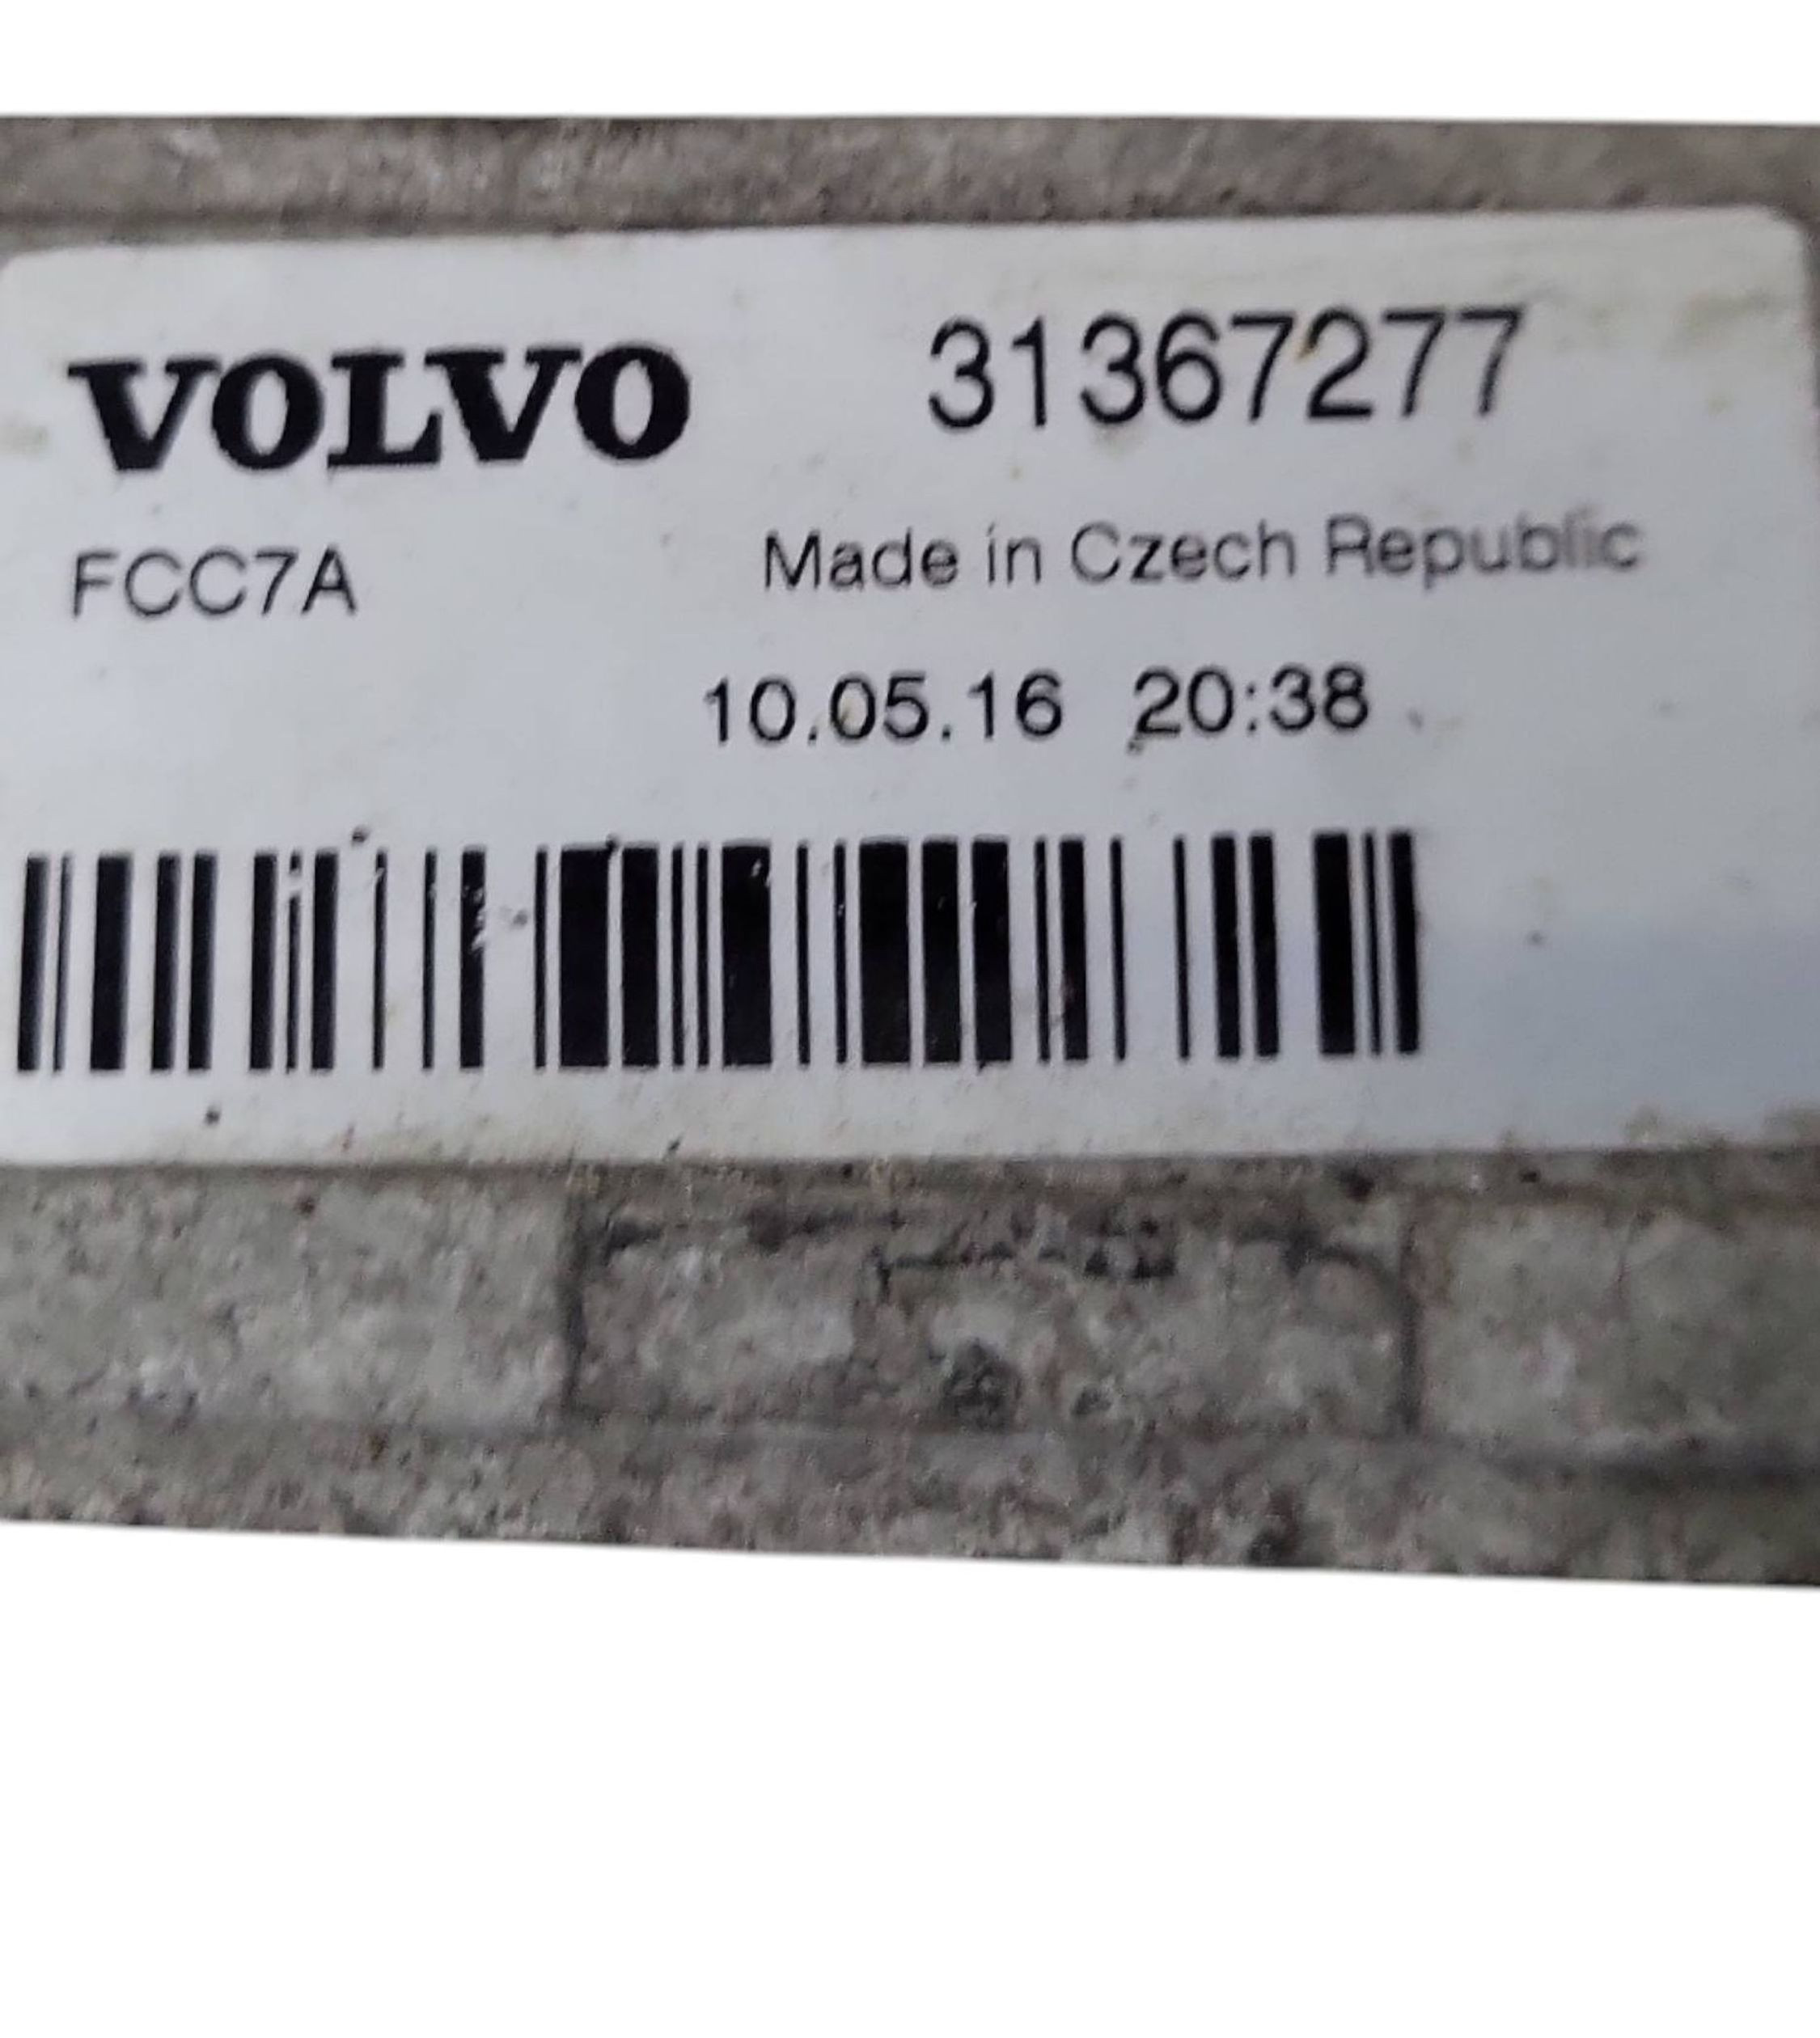 VOLVO 31367277
FCC7A Made in Czech Republic
10.05.16 20:38